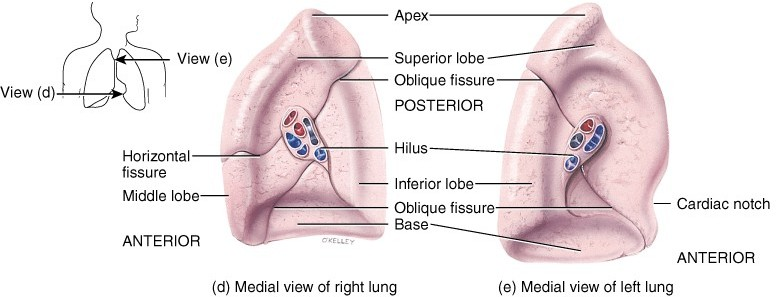 Apex
View (e)
Superior lobe
Oblique fissure
View (d)
POSTERIOR
Hilus
Horizontal
fissure
Inferior lobe
Middle lobe
Oblique fissure
Cardiac notch
Base
ANTERIOR
O'KELLEY
ANTERIOR
(d) Medial view of right lung
(e) Medial view of left lung